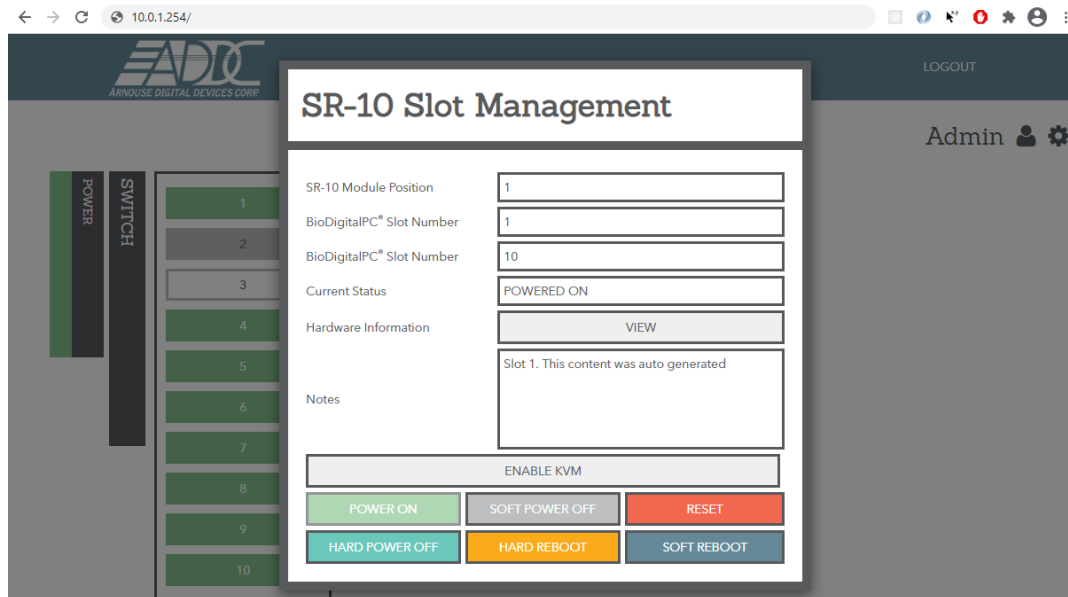 10.0.1.254/
ADDC
ARNOUSE DIGITAL DEVICES CORP.
LOGOUT
Admin
POWER
SWITCH
1
2
3
4
5
6
7
8
9
10
SR-10 Slot Management
SR-10 Module Position 1
BioDigitalPC® Slot Number 1
BioDigitalPC® Slot Number 10
Current Status POWERED ON
Hardware Information VIEW
Notes Slot 1. This content was auto generated
ENABLE KVM
POWER ON SOFT POWER OFF RESET
HARD POWER OFF HARD REBOOT SOFT REBOOT